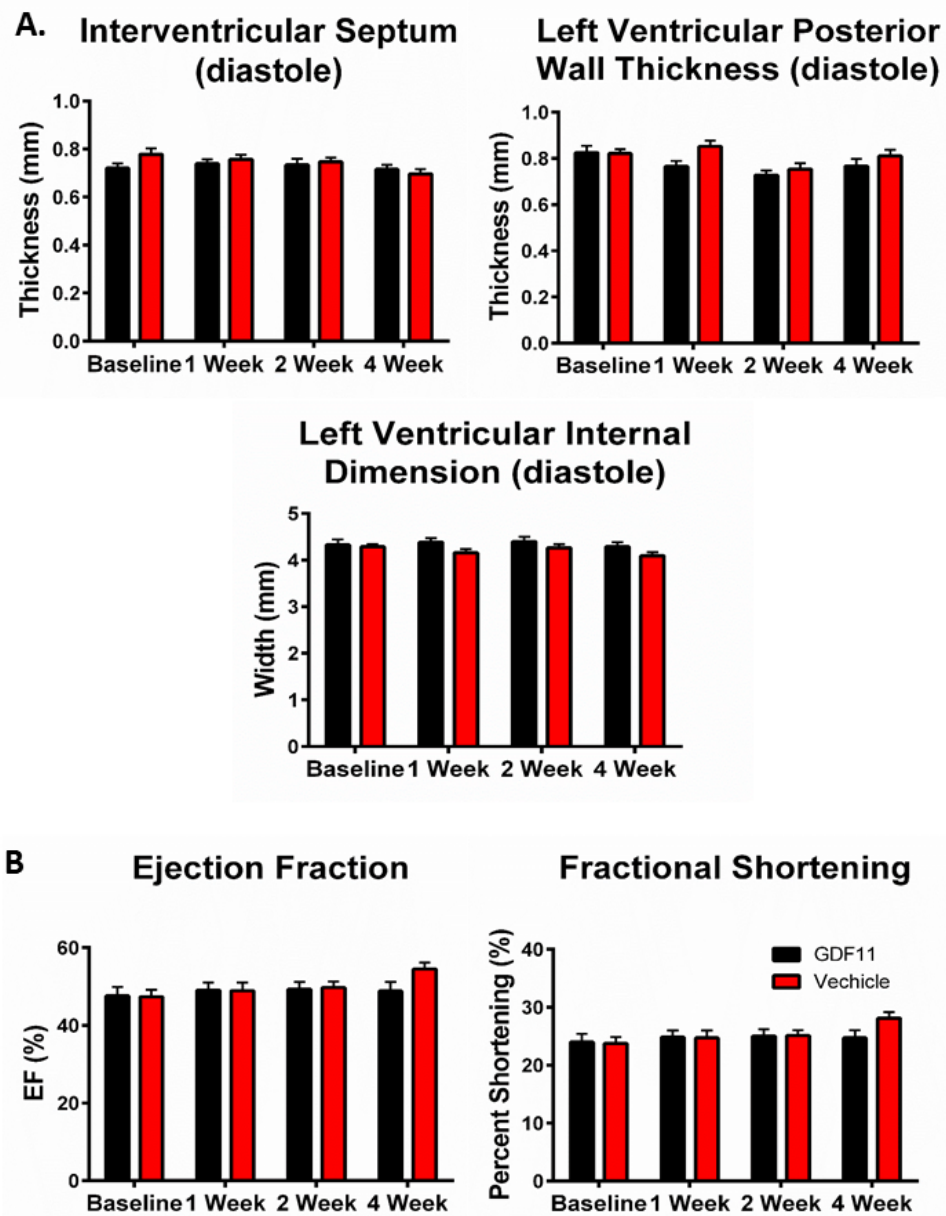 A.
Interventricular Septum
(diastole)
Thickness (mm)
1.0
0.8
0.6
0.4
0.2
0.0
Baseline 1 Week 2 Week 4 Week
Left Ventricular Posterior
Wall Thickness (diastole)
Thickness (mm)
1.0
0.8
0.6
0.4
0.2
0.0
Baseline 1 Week 2 Week 4 Week
Left Ventricular Internal
Dimension (diastole)
Width (mm)
5
4
3
2
1
0
Baseline 1 Week 2 Week 4 Week
B
Ejection Fraction
EF (%)
60
40
20
0
Baseline 1 Week 2 Week 4 Week
Fractional Shortening
Percent Shortening (%)
40
30
20
10
0
GDF11
Vechicle
Baseline 1 Week 2 Week 4 Week